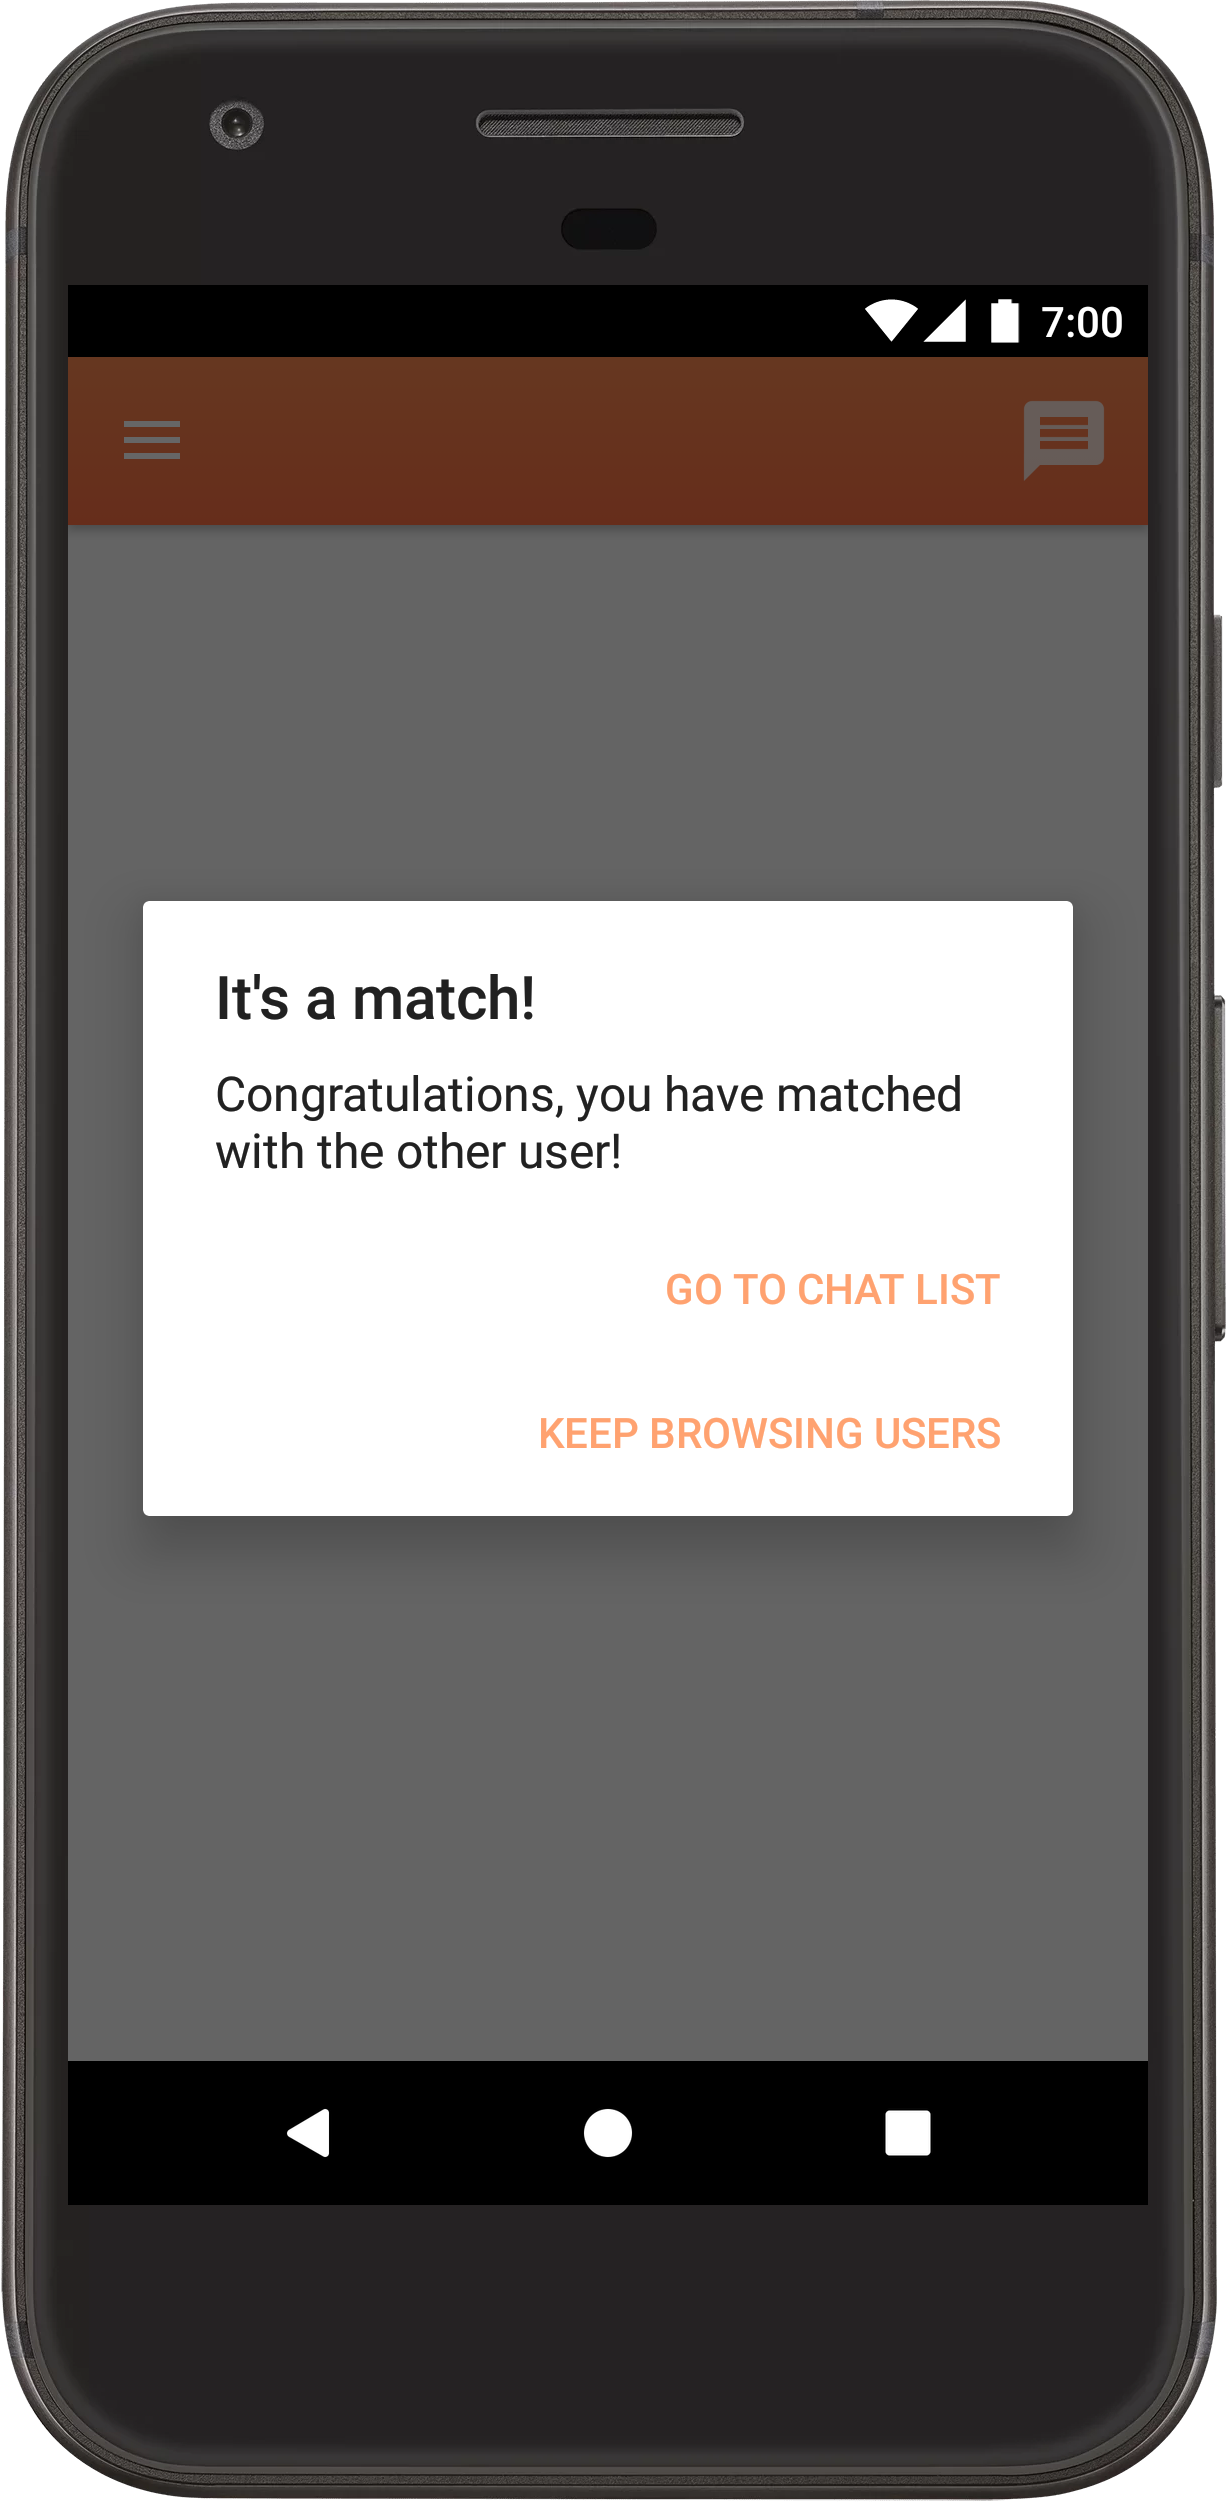 7:00
It's a match!
Congratulations, you have matched
with the other user!
GO TO CHAT LIST
KEEP BROWSING USERS